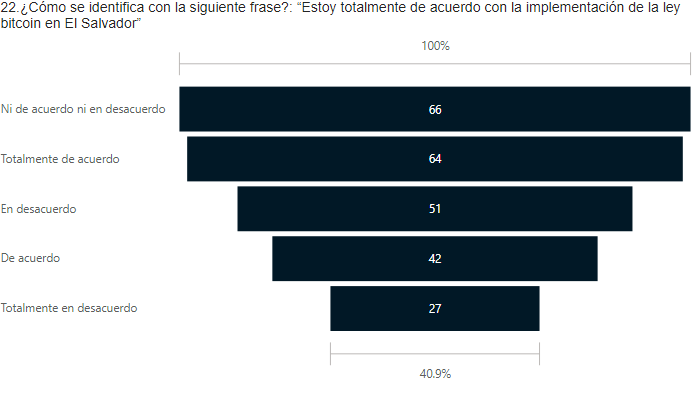 22.¿Cómo se identifica con la siguiente frase?: “Estoy totalmente de acuerdo con la implementación de la ley
bitcoin en El Salvador”
100%
Ni de acuerdo ni en desacuerdo 66
Totalmente de acuerdo 64
En desacuerdo 51
De acuerdo 42
Totalmente en desacuerdo 27
40.9%